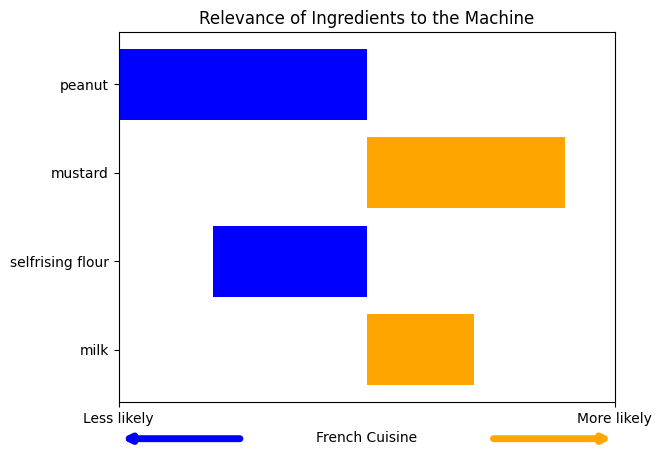 Relevance of Ingredients to the Machine
peanut
mustard
selfrising flour
milk
Less likely
More likely
French Cuisine